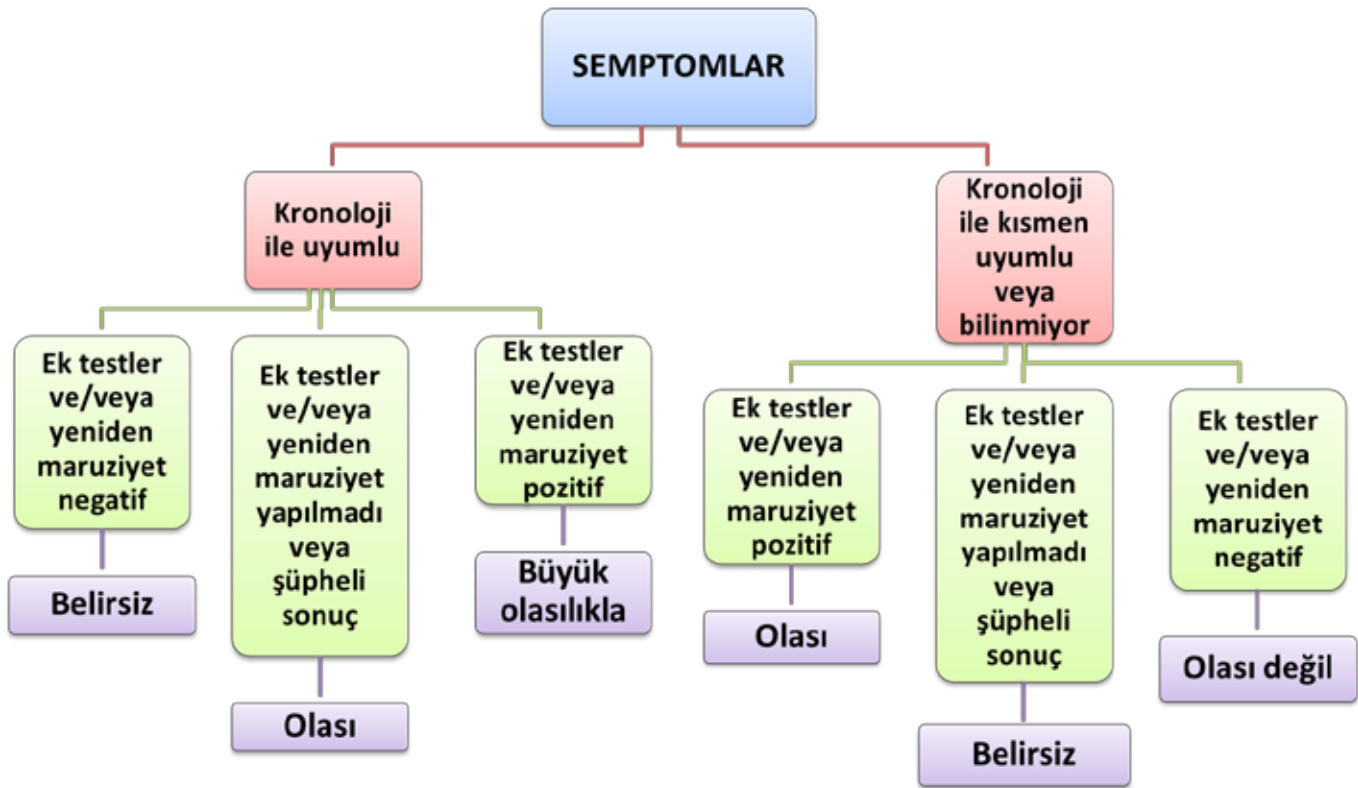 SEMPTOMLAR
Kronoloji
ile uyumlu
Kronoloji
ile kısmen
uyumlu
veya
bilinmiyor
Ek testler
ve/veya
yeniden
maruziyet
negatif
Ek testler
ve/veya
yeniden
maruziyet
yapılmadı
veya
şüpheli
sonuç
Ek testler
ve/veya
yeniden
maruziyet
pozitif
Ek testler
ve/veya
yeniden
maruziyet
pozitif
Ek testler
ve/veya
yeniden
maruziyet
yapılmadı
veya
şüpheli
sonuç
Ek testler
ve/veya
yeniden
maruziyet
negatif
Belirsiz
Olası
Büyük
olasılıkla
Olası
Belirsiz
Olası değil